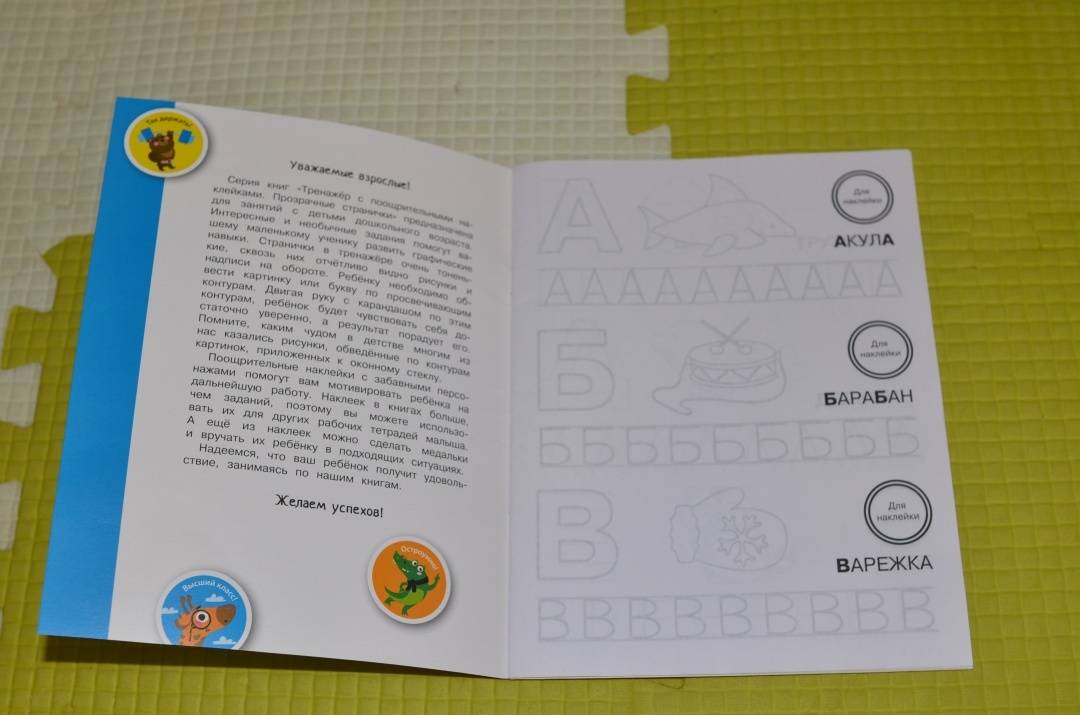 Так держать!
Уважаемые взрослые!
Серия книг «Тренажёр с поощрительными на-
клейками. Прозрачные странички» предназначена
для занятий с детьми дошкольного возраста.
Интересные и необычные задания помогут ва-
шему маленькому ученику развить графические
навыки. Странички в тренажёре очень тонень-
кие, сквозь них отчётливо видно рисунки и
надписи на обороте. Ребёнку необходимо об-
вести картинку или букву по просвечивающим
контурам. Двигая руку с карандашом по этим
контурам, ребёнок будет чувствовать себя до-
статочно уверенно, а результат порадует его.
Помните, каким чудом в детстве многим из
нас казались рисунки, обведённые по контурам
картинок, приложенных к оконному стеклу.
Поощрительные наклейки с забавными персо-
нажами помогут вам мотивировать ребёнка на
дальнейшую работу. Наклеек в книгах больше,
чем заданий, поэтому вы можете использо-
вать их для других рабочих тетрадей малыша.
А ещё из наклеек можно сделать медальки
и вручать их ребёнку в подходящих ситуациях.
Надеемся, что ваш ребёнок получит удоволь-
ствие, занимаясь по нашим книгам.
Желаем успехов!
Остроумно!
Высший класс!
А
Для
наклейки
АКУЛА
А А А А А А А А А А
Б
Для
наклейки
БАРАБАН
Б Б Б Б Б Б Б Б Б
В
Для
наклейки
ВАРЕЖКА
В В В В В В В В В